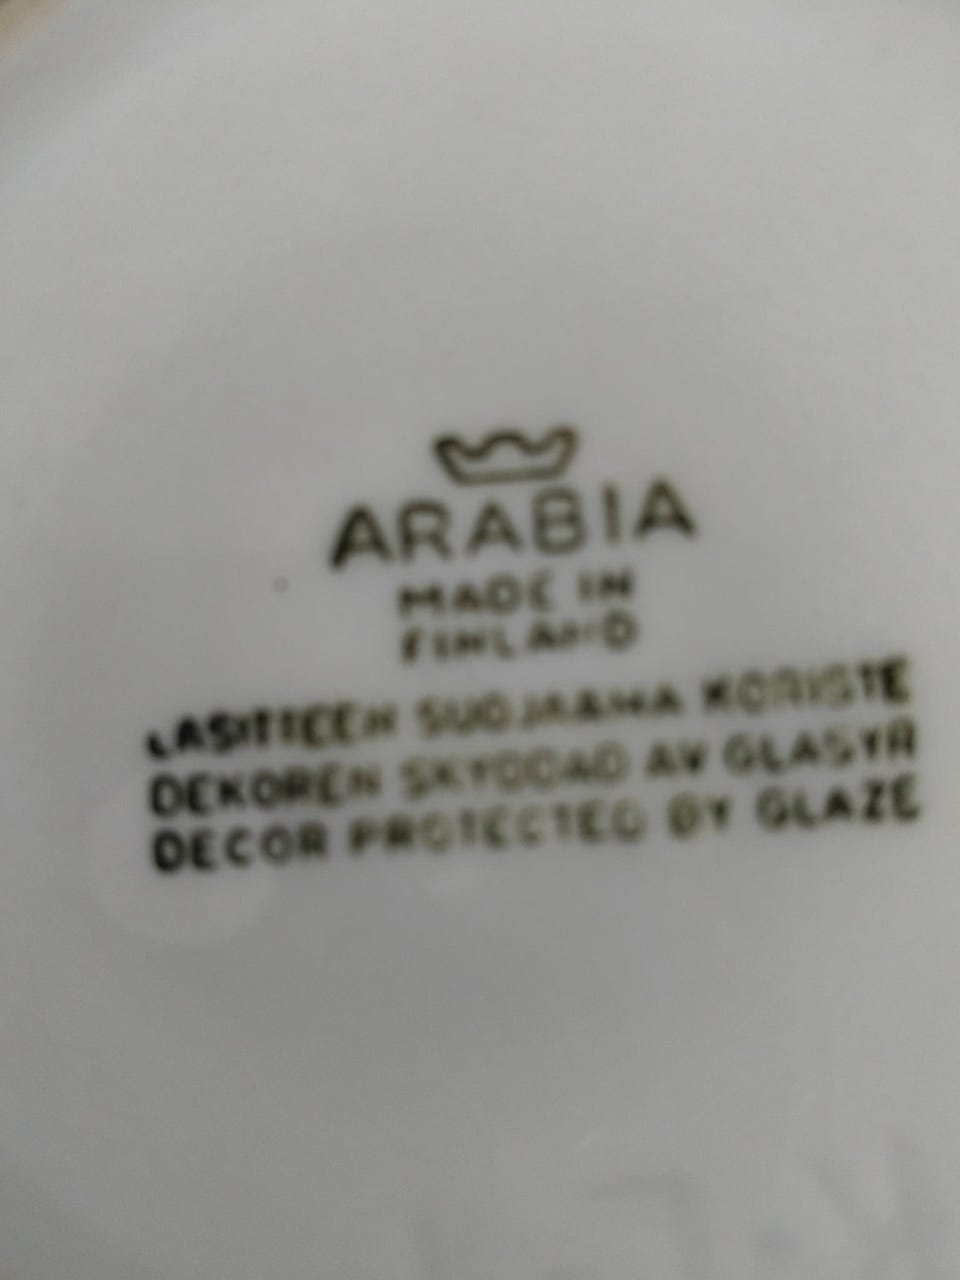 ARABIA
MADE IN
FINLAND
LASITTEEN SUOJAAMA KORISTE
DEKOREN SKYDDAD AV GLASYR
DECOR PROTECTED BY GLAZE